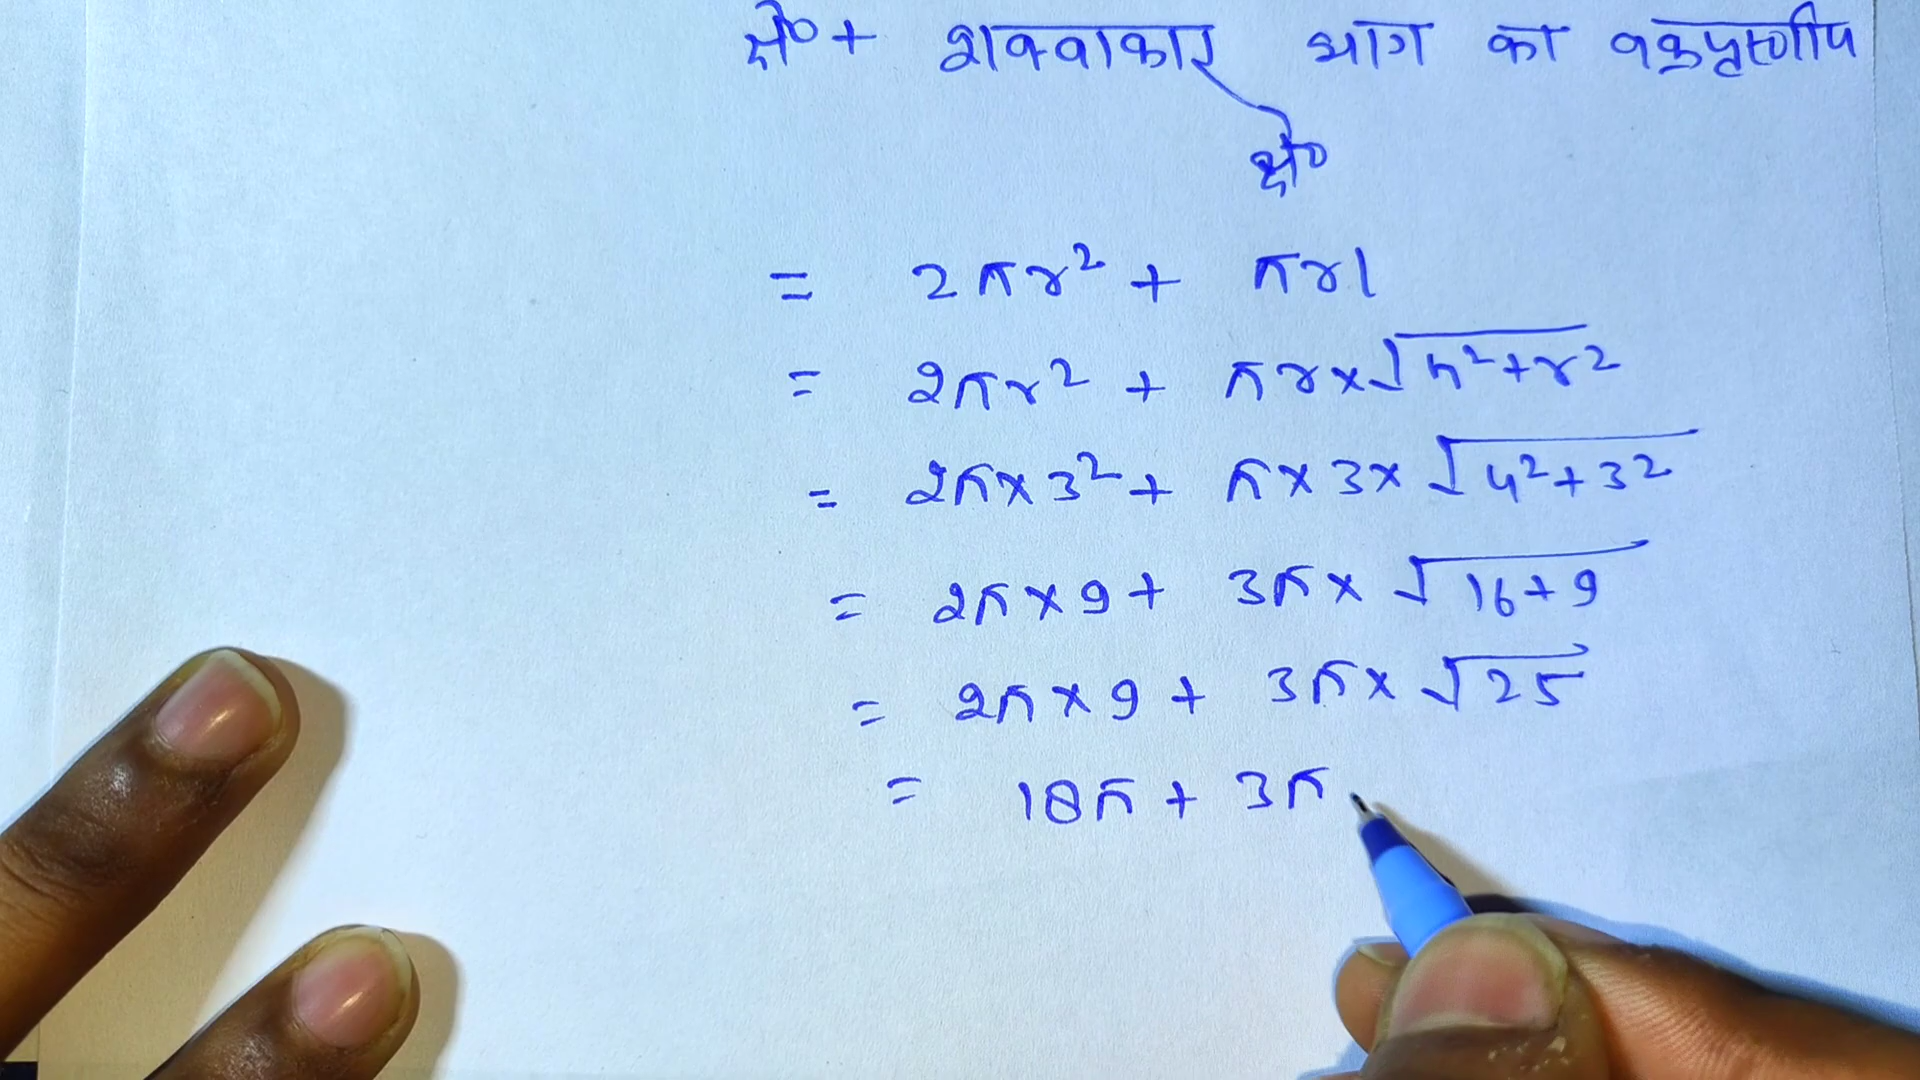 क्षे० + शंक्वाकार भाग का वक्रपृष्ठीय
क्षे०
= 2πr² + πrl
= 2πr² + πr×√h²+r²
= 2π×3² + π×3×√4²+3²
= 2π×9 + 3π×√16+9
= 2π×9 + 3π×√25
= 18π + 3π